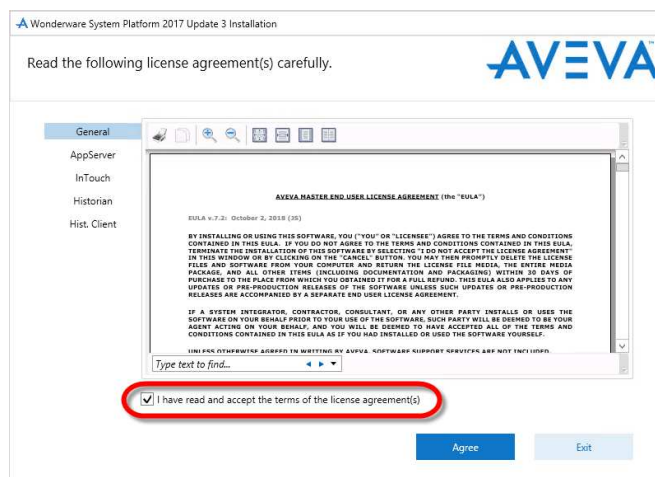 Wonderware System Platform 2017 Update 3 Installation
Read the following license agreement(s) carefully.
AVEVA™
General
AppServer
InTouch
Historian
Hist. Client
AVEVA MASTER END USER LICENSE AGREEMENT (the "EULA")
EULA v.7.2: October 2, 2018 (JS)
BY INSTALLING OR USING THIS SOFTWARE, YOU ("YOU" OR "LICENSEE") AGREE TO THE TERMS AND CONDITIONS
CONTAINED IN THIS EULA. IF YOU DO NOT AGREE TO THE TERMS AND CONDITIONS CONTAINED IN THIS EULA,
TERMINATE THE INSTALLATION OF THIS SOFTWARE BY SELECTING "I DO NOT ACCEPT THE LICENSE AGREEMENT"
IN THIS WINDOW OR BY CLICKING ON THE "CANCEL" BUTTON. YOU MAY THEN PROMPTLY DELETE THE LICENSE
FILES AND SOFTWARE FROM YOUR COMPUTER AND RETURN THE LICENSE FILE MEDIA, THE ENTIRE MEDIA
PACKAGE, AND ALL OTHER ITEMS (INCLUDING DOCUMENTATION AND PACKAGING) WITHIN 30 DAYS OF
PURCHASE TO THE PLACE FROM WHICH YOU OBTAINED IT FOR A FULL REFUND. THIS EULA ALSO APPLIES TO ANY
UPDATES OR PRE-PRODUCTION RELEASES OF THE SOFTWARE UNLESS SUCH UPDATES OR PRE-PRODUCTION
RELEASES ARE ACCOMPANIED BY A SEPARATE END USER LICENSE AGREEMENT.
IF A SYSTEM INTEGRATOR, CONTRACTOR, CONSULTANT, OR ANY OTHER PARTY INSTALLS OR USES THE
SOFTWARE ON YOUR BEHALF PRIOR TO YOUR USE OF THE SOFTWARE, SUCH PARTY WILL BE DEEMED TO BE YOUR
AGENT ACTING ON YOUR BEHALF, AND YOU WILL BE DEEMED TO HAVE ACCEPTED ALL OF THE TERMS AND
CONDITIONS CONTAINED IN THIS EULA AS IF YOU HAD INSTALLED OR USED THE SOFTWARE YOURSELF.
UNLESS OTHERWISE AGREED IN WRITING BY AVEVA, SOFTWARE SUPPORT SERVICES ARE NOT INCLUDED.
Type text to find...
I have read and accept the terms of the license agreement(s)
Agree
Exit